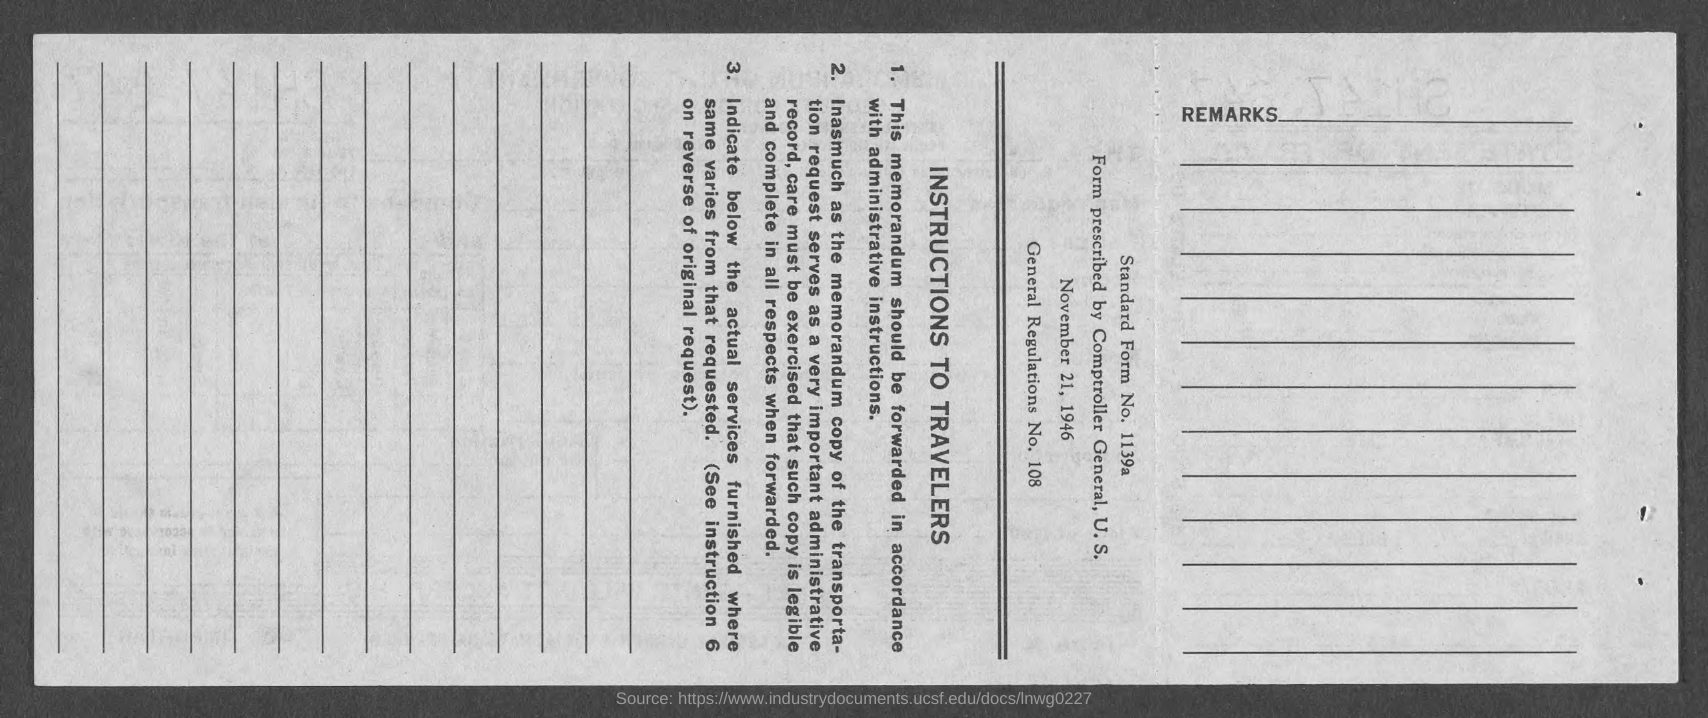 REMARKS
Standard Form No. 1139a
Form prescribed by Comptroller General, U. S.
November 21, 1946
General Regulations No. 108
INSTRUCTIONS TO TRAVELERS
1. This memorandum should be forwarded in accordance
with administrative instructions.
2. Inasmuch as the memorandum copy of the transporta-
tion request serves as a very important administrative
record, care must be exercised that such copy is legible
and complete in all respects when forwarded.
3. Indicate below the actual services furnished where
same varies from that requested. (See instruction 6
on reverse of original request).
Source: https://www.industrydocuments.ucsf.edu/docs/lnwg0227